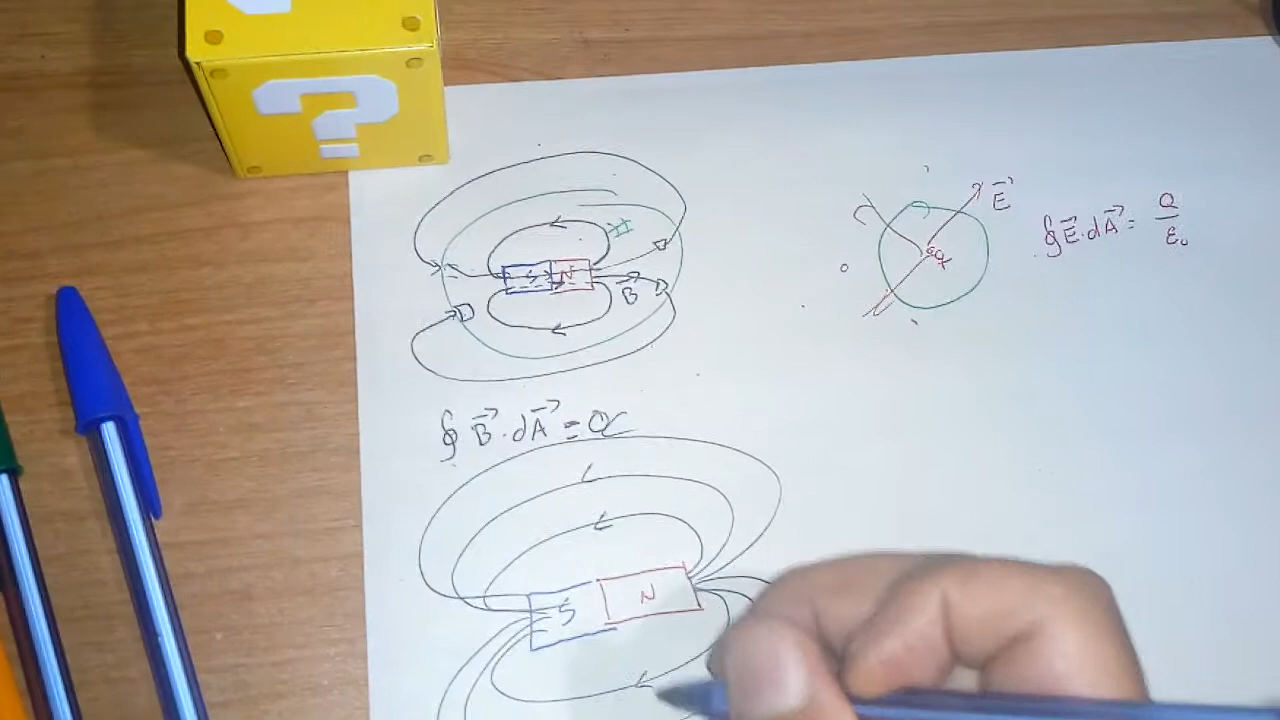 ?
S N
B⃗
∮ B⃗ · dA⃗ = 0
S N
E⃗
∮ E⃗ · dA⃗ = Q / ε₀